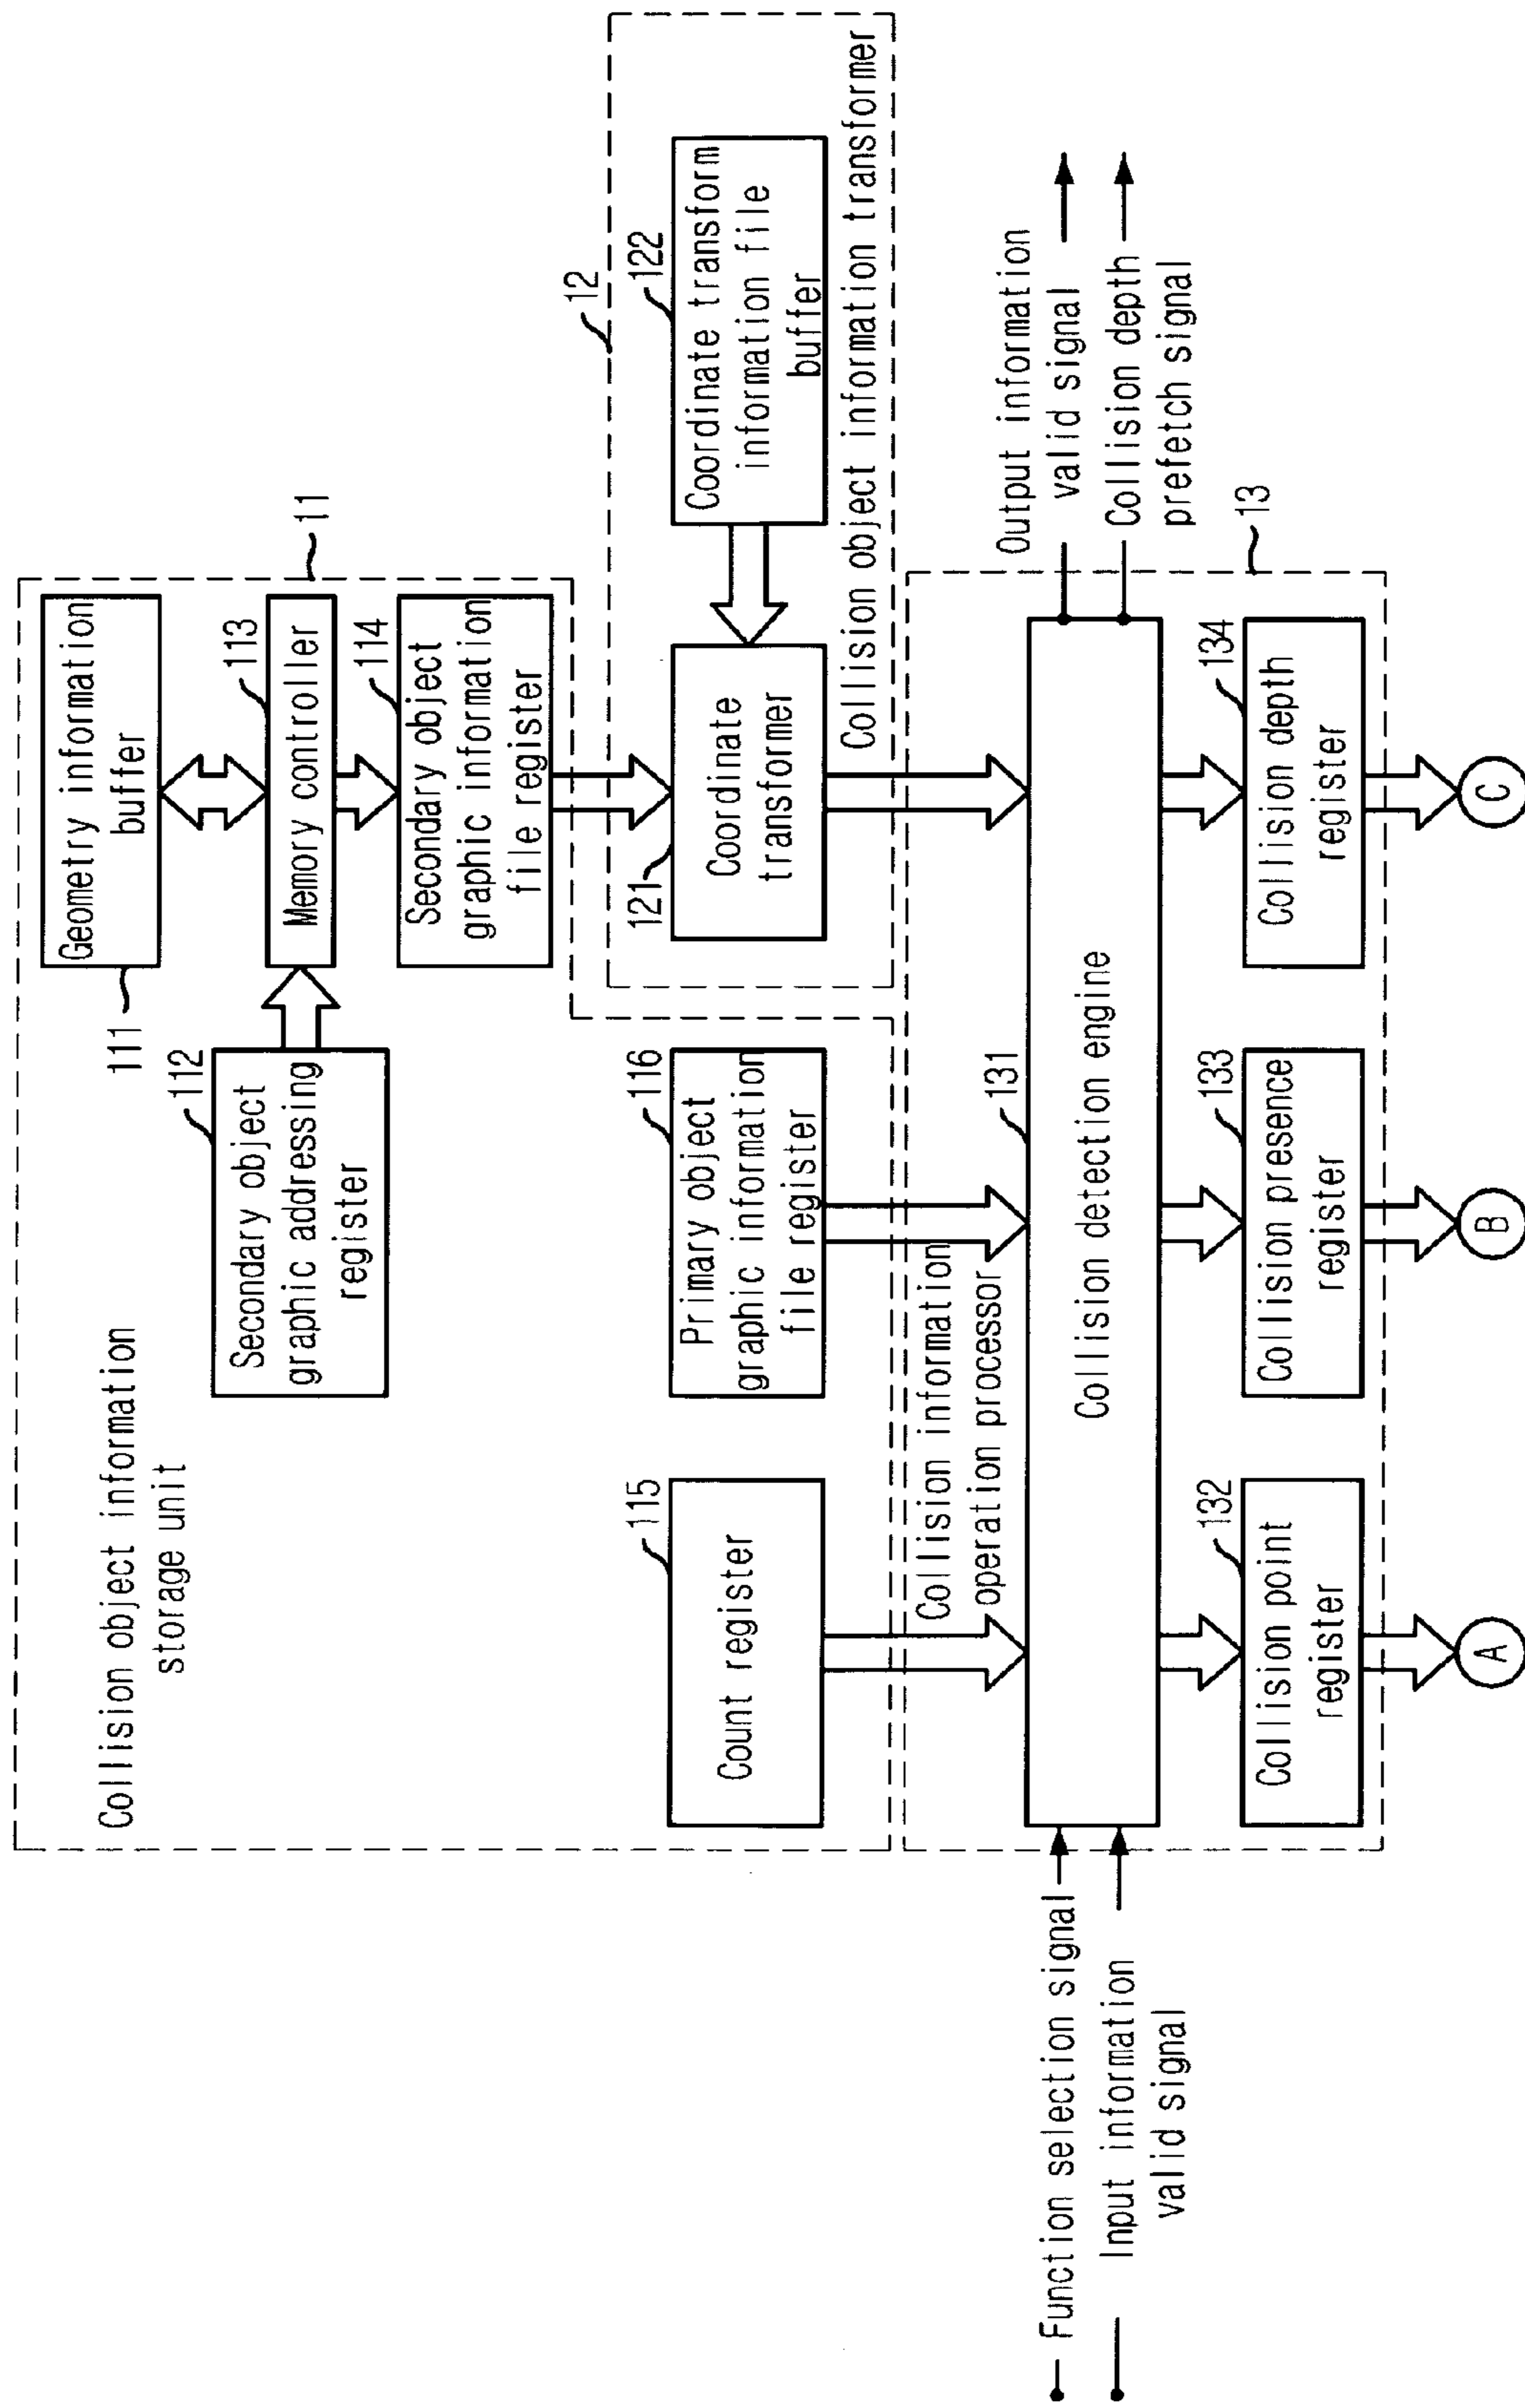 Collision object information
storage unit
11
Geometry information
buffer
111
Secondary object
graphic addressing
register
112
Memory controller
113
Secondary object
graphic information
file register
114
Count register
115
Primary object
graphic information
file register
116
12
Coordinate
transformer
121
Coordinate transform
information file
buffer
122
Collision object information transformer
Collision information
operation processor
13
Function selection signal
Input information
valid signal
Collision detection engine
131
Output information
valid signal
Collision depth
prefetch signal
Collision point
register
132
Collision presence
register
133
Collision depth
register
134
A
B
C